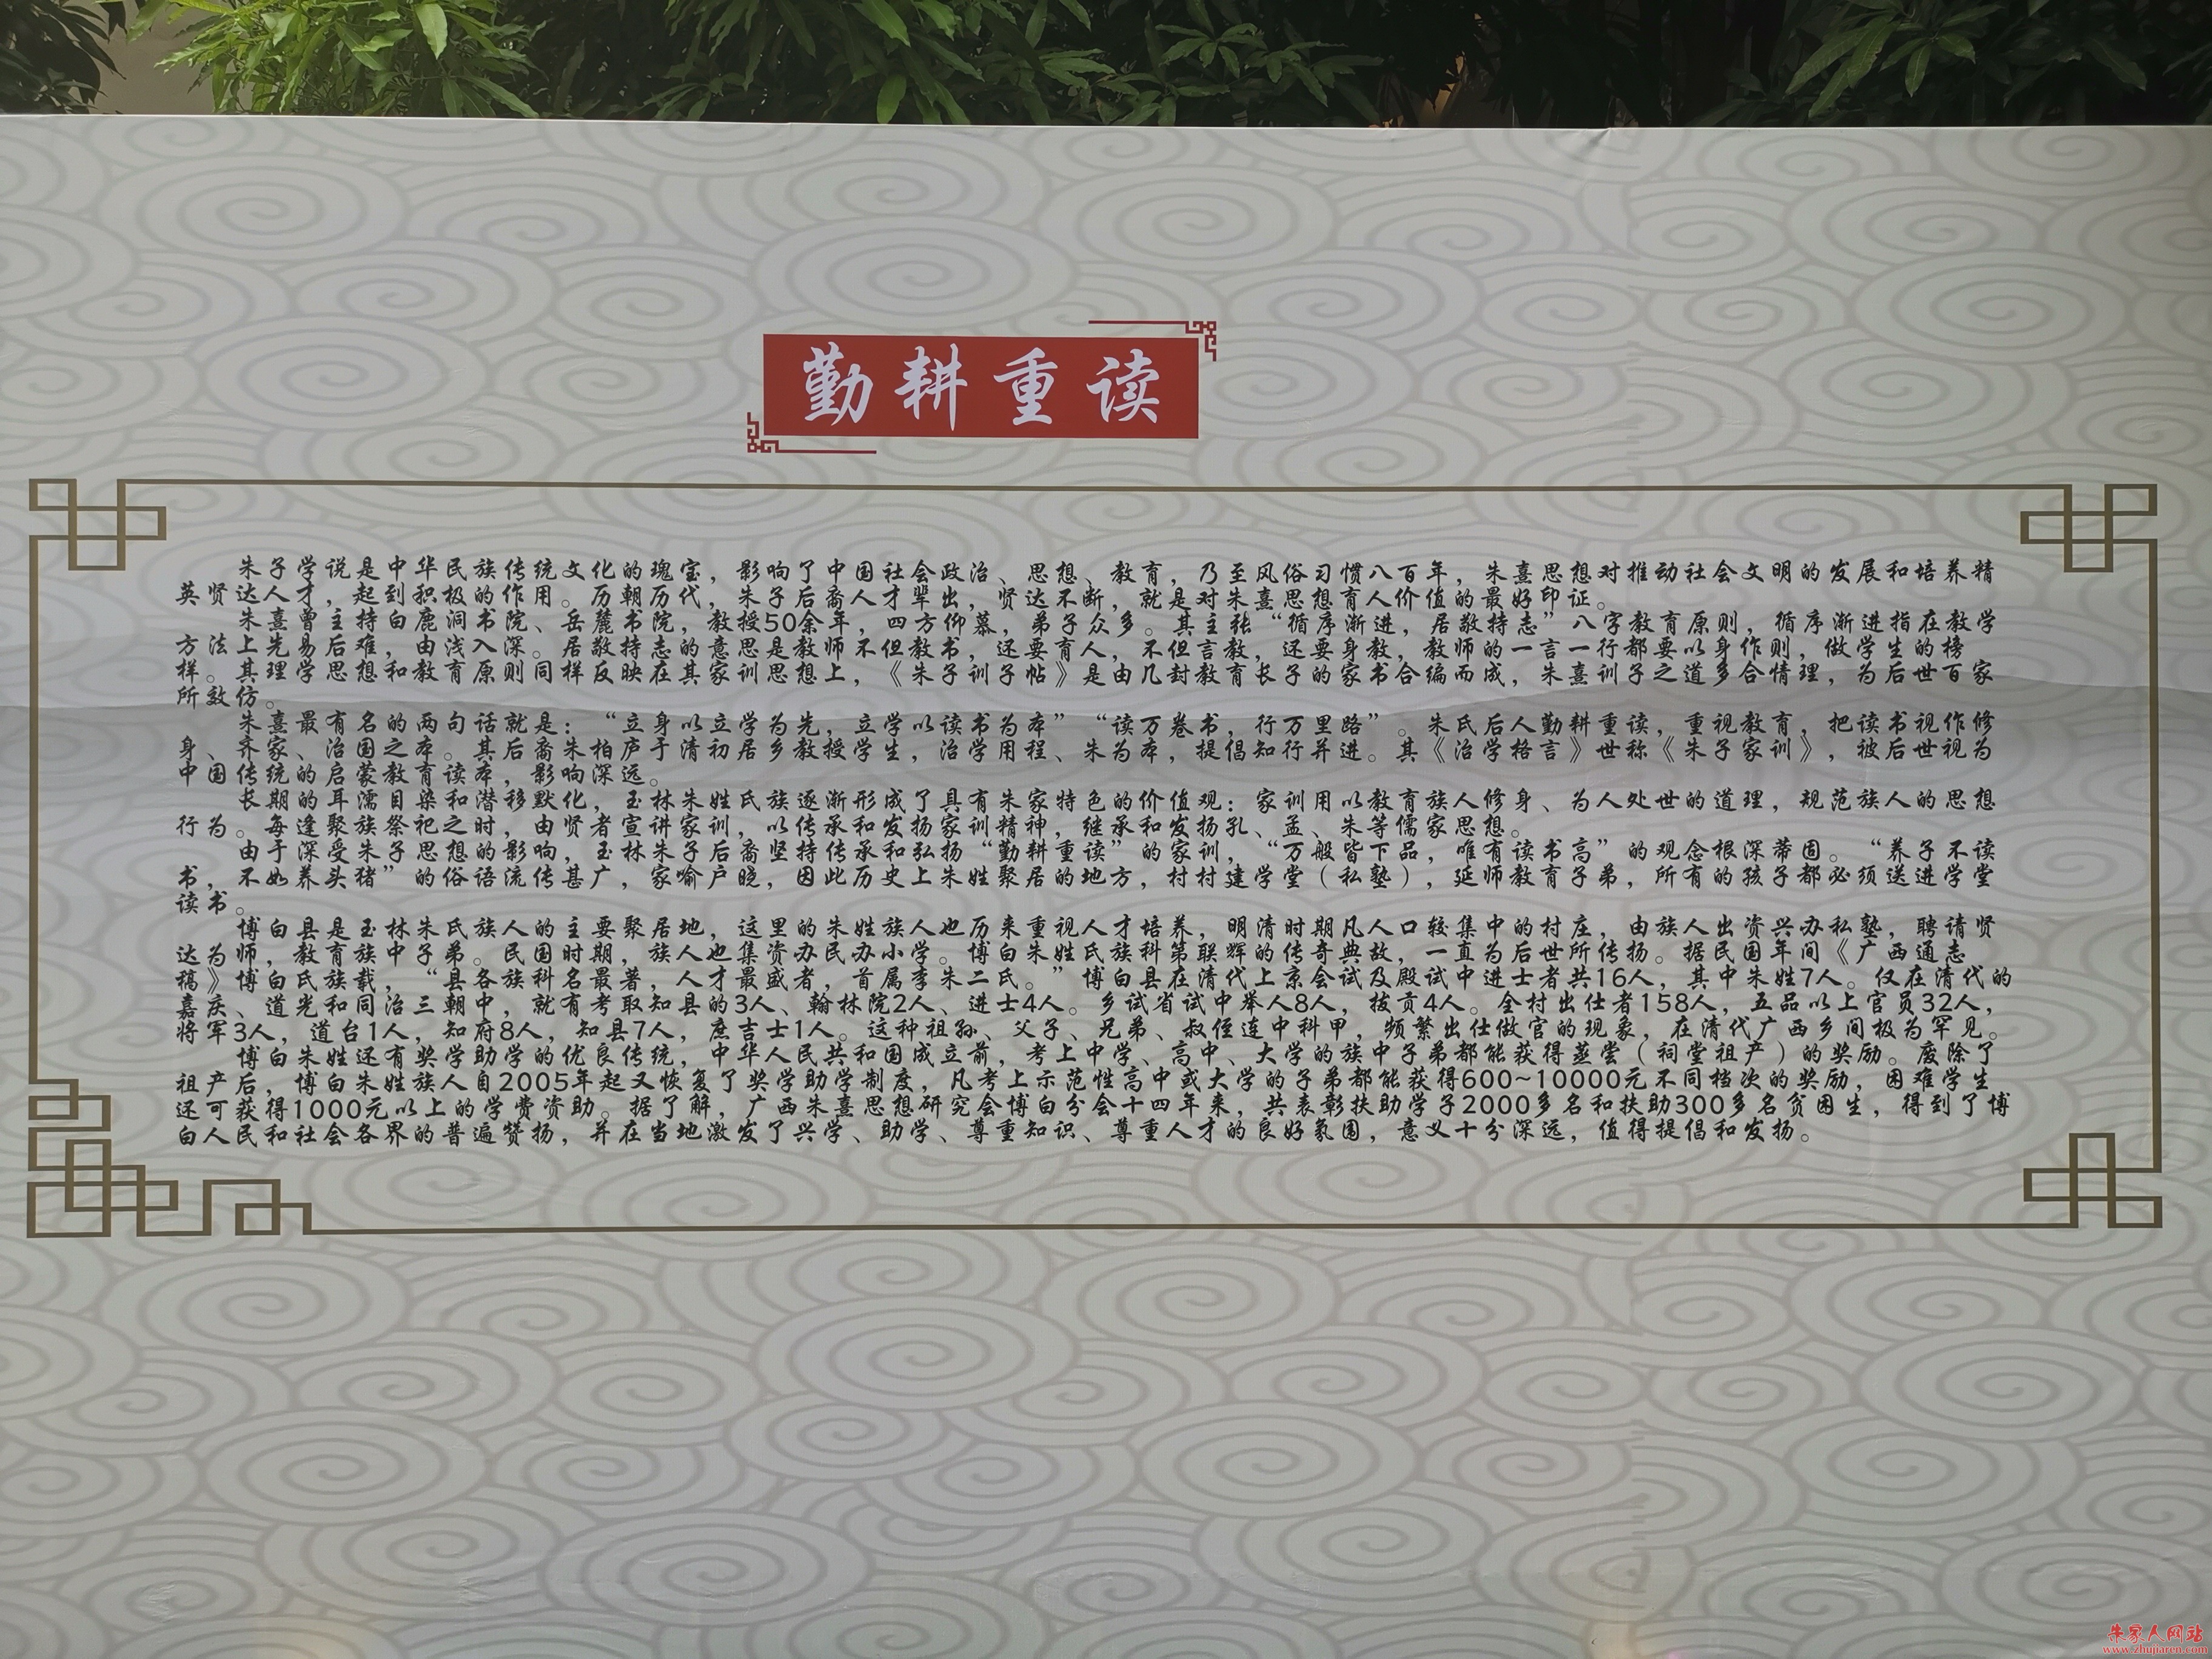 勤耕重读
朱子学说是中华民族传统文化的瑰宝，影响了中国社会政治、思想、教育，乃至风俗习惯八百年，朱熹思想对推动社会文明的发展和培养精
英贤达人才，起到积极的作用。历朝历代，朱子后裔人才辈出，贤达不断，就是对朱熹思想育人价值的最好印证。
朱熹曾主持白鹿洞书院、岳麓书院，教授50余年，四方仰慕，弟子众多。其主张“循序渐进，居敬持志”八字教育原则，循序渐进指在教学
方法上先易后难，由浅入深。居敬持志的意思是教师不但教书，还要育人，不但言教，还要身教，教师的一言一行都要以身作则，做学生的榜
样。其理学思想和教育原则同样反映在其家训思想上，《朱子训子帖》是由几封教育长子的家书合编而成，朱熹训子之道多合情理，为后世百家
所效仿。
朱熹最有名的两句话就是：“立身以立学为先，立学以读书为本”“读万卷书，行万里路”。朱氏后人勤耕重读，重视教育，把读书视作修
身、齐家、治国之本。其后裔朱柏庐于清初居乡教授学生，治学用程、朱为本，提倡知行并进。其《治学格言》世称《朱子家训》，被后世视为
中国传统的启蒙教育读本，影响深远。
长期的耳濡目染和潜移默化，玉林朱姓氏族逐渐形成了具有朱家特色的价值观：家训用以教育族人修身、为人处世的道理，规范族人的思想
行为。每逢聚族祭祀之时，由贤者宣讲家训，以传承和发扬家训精神，继承和发扬孔、孟、朱等儒家思想。
由于深受朱子思想的影响，玉林朱子后裔坚持传承和弘扬“勤耕重读”的家训，“万般皆下品，唯有读书高”的观念根深蒂固。“养子不读
书，不如养头猪”的俗语流传甚广，家喻户晓，因此历史上朱姓聚居的地方，村村建学堂（私塾），延师教育子弟，所有的孩子都必须送进学堂
读书。
博白县是玉林朱氏族人的主要聚居地，这里的朱姓族人也历来重视人才培养，明清时期凡人口较集中的村庄，由族人出资兴办私塾，聘请贤
达为师，教育族中子弟。民国时期，族人也集资办民办小学。博白朱姓氏族科第联辉的传奇典故，一直为后世所传扬。据民国年间《广西通志
稿》博白氏族载，“县各族科名最著，人才最盛者，首属李朱二氏。”博白县在清代上京会试及殿试中进士者共16人，其中朱姓7人。仅在清代的
嘉庆、道光和同治三朝中，就有考取知县的3人、翰林院2人、进士4人。乡试省试中举人8人，拔贡4人。全村出仕者158人，五品以上官员32人，
将军3人，道台1人，知府8人，知县7人，庶吉士1人。这种祖孙、父子、兄弟、叔侄连中科甲，频繁出仕做官的现象，在清代广西乡间极为罕见。
博白朱姓还有奖学助学的优良传统，中华人民共和国成立前，考上中学、高中、大学的族中子弟都能获得蒸尝（祠堂祖产）的奖励。废除了
祖产后，博白朱姓族人自2005年起又恢复了奖学助学制度，凡考上示范性高中或大学的子弟都能获得600~10000元不同档次的奖励，困难学生
还可获得1000元以上的学费资助。据了解，广西朱熹思想研究会博白分会十四年来，共表彰扶助学子2000多名和扶助300多名贫困生，得到了博
白人民和社会各界的普遍赞扬，并在当地激发了兴学、助学、尊重知识、尊重人才的良好氛围，意义十分深远，值得提倡和发扬。
朱家人网站
www.zhujiaren.com